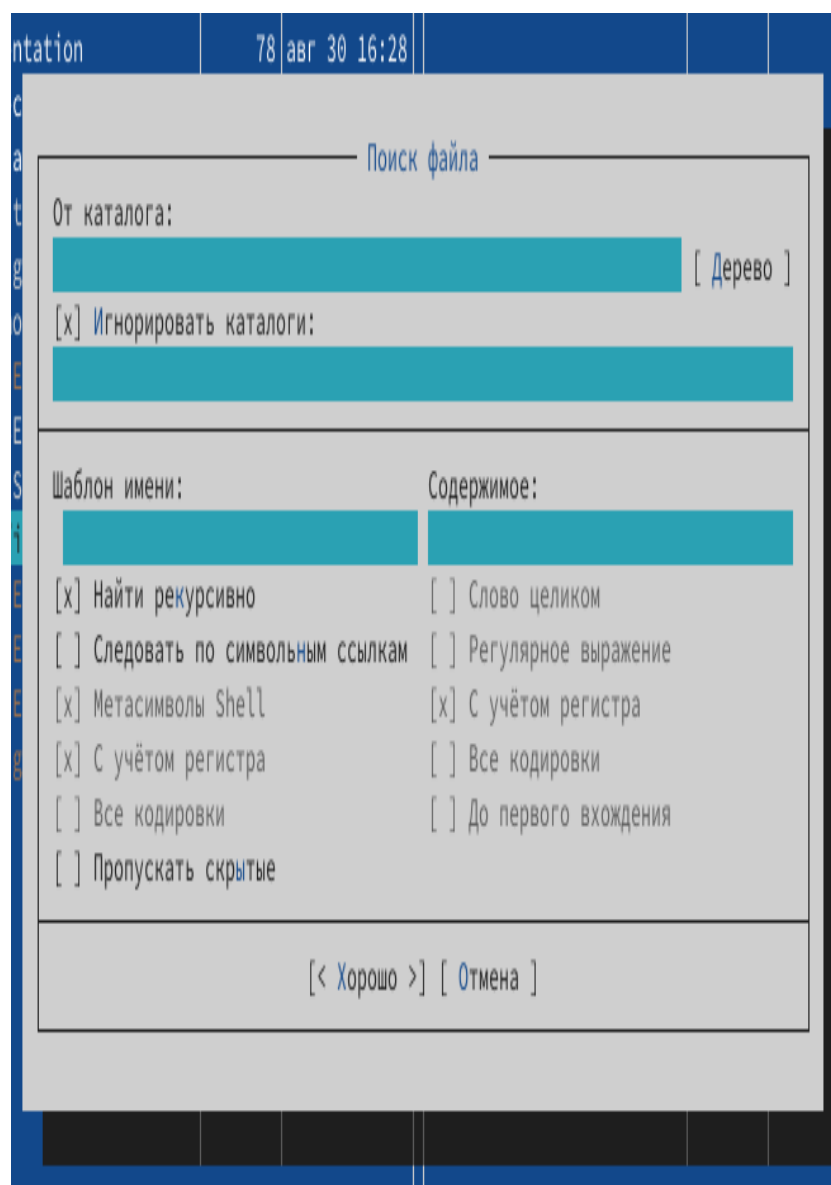 ntation 78 авг 30 16:28
c
a
t
g
o
E
E
S
i
E
E
E
g
Поиск файла
От каталога:
[ Дерево ]
[x] Игнорировать каталоги:
Шаблон имени:
Содержимое:
[x] Найти рекурсивно
[ ] Следовать по символьным ссылкам
[x] Метасимволы Shell
[x] С учётом регистра
[ ] Все кодировки
[ ] Пропускать скрытые
[ ] Слово целиком
[ ] Регулярное выражение
[x] С учётом регистра
[ ] Все кодировки
[ ] До первого вхождения
[< Хорошо >] [ Отмена ]